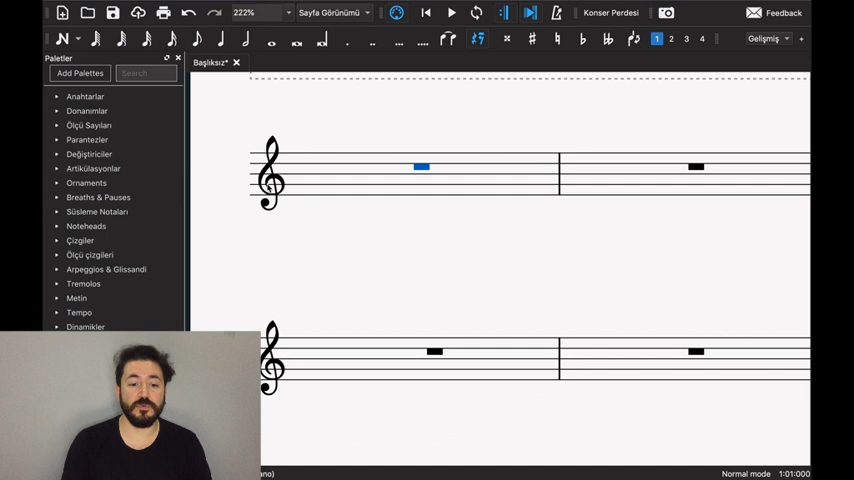 222% Sayfa Görünümü Konser Perdesi Feedback
1 2 3 4 Gelişmiş +
Paletler
Başlıksız*
Add Palettes Search
Anahtarlar
Donanımlar
Ölçü Sayıları
Parantezler
Değiştiriciler
Artikülasyonlar
Ornaments
Breaths & Pauses
Süsleme Notaları
Noteheads
Çizgiler
Ölçü çizgileri
Arpeggios & Glissandi
Tremolos
Metin
Tempo
Dinamikler
Normal mode 1:01:000